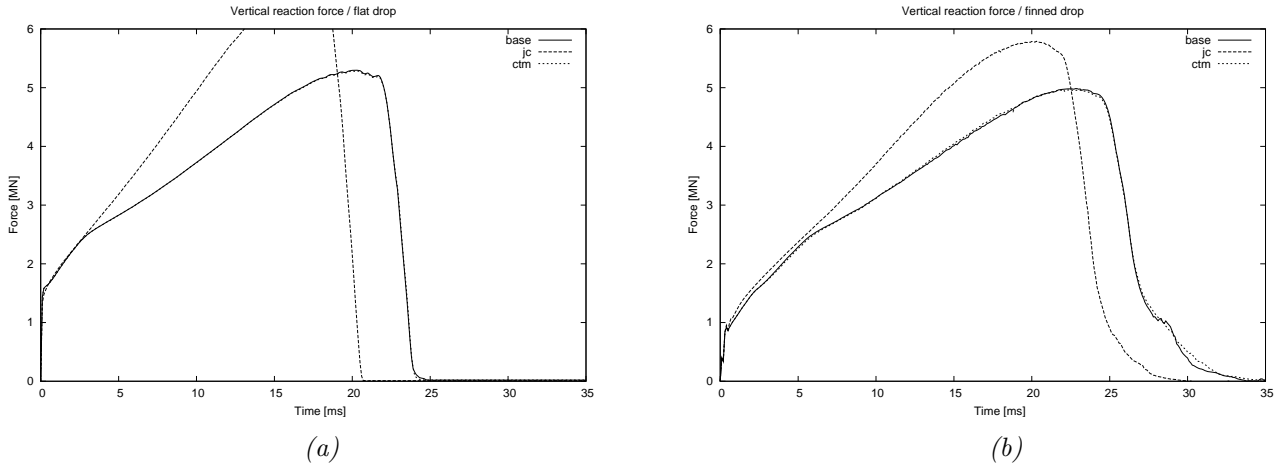 Vertical reaction force / flat drop
base
jc
ctm
6
5
4
3
2
1
0
Force [MN]
0 5 10 15 20 25 30 35
Time [ms]
(a)
Vertical reaction force / finned drop
base
jc
ctm
6
5
4
3
2
1
0
Force [MN]
0 5 10 15 20 25 30 35
Time [ms]
(b)